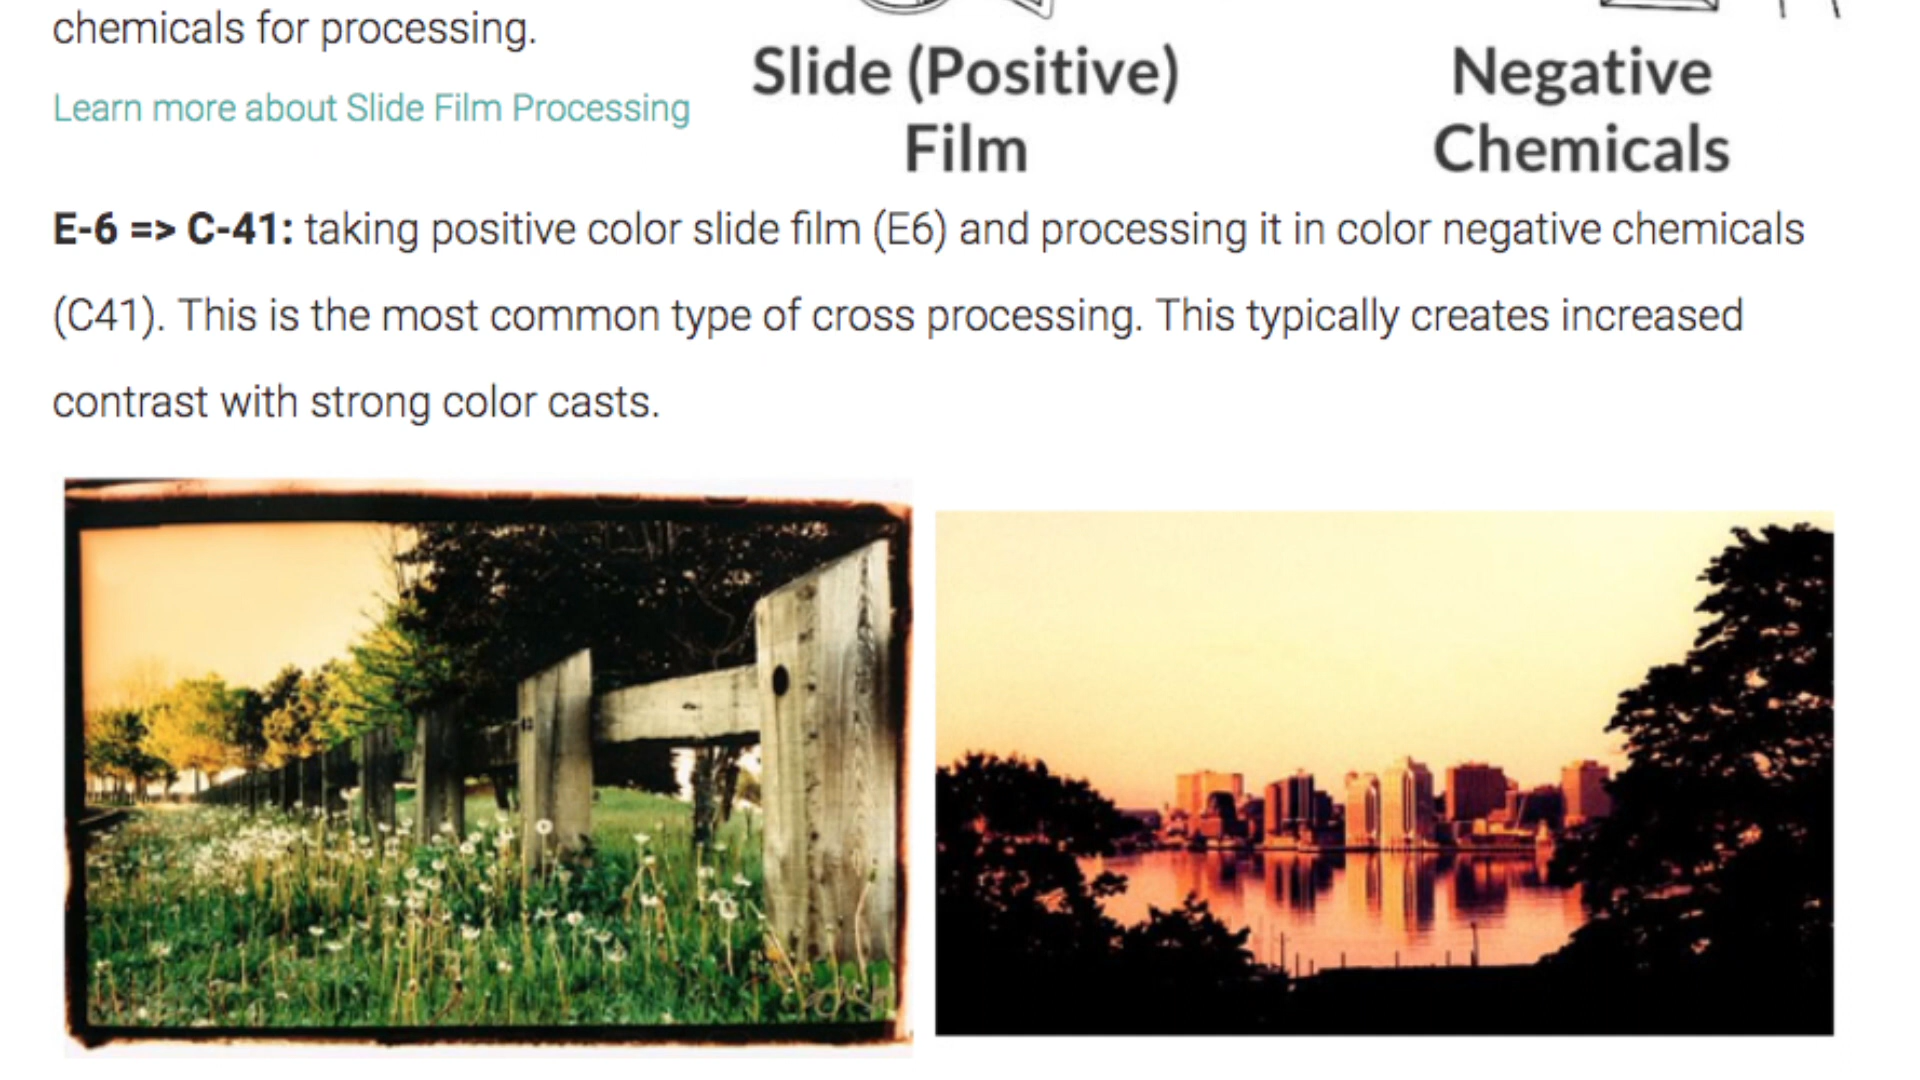 chemicals for processing.
Learn more about Slide Film Processing
Slide (Positive)
Film
Negative
Chemicals
E-6 => C-41: taking positive color slide film (E6) and processing it in color negative chemicals
(C41). This is the most common type of cross processing. This typically creates increased
contrast with strong color casts.